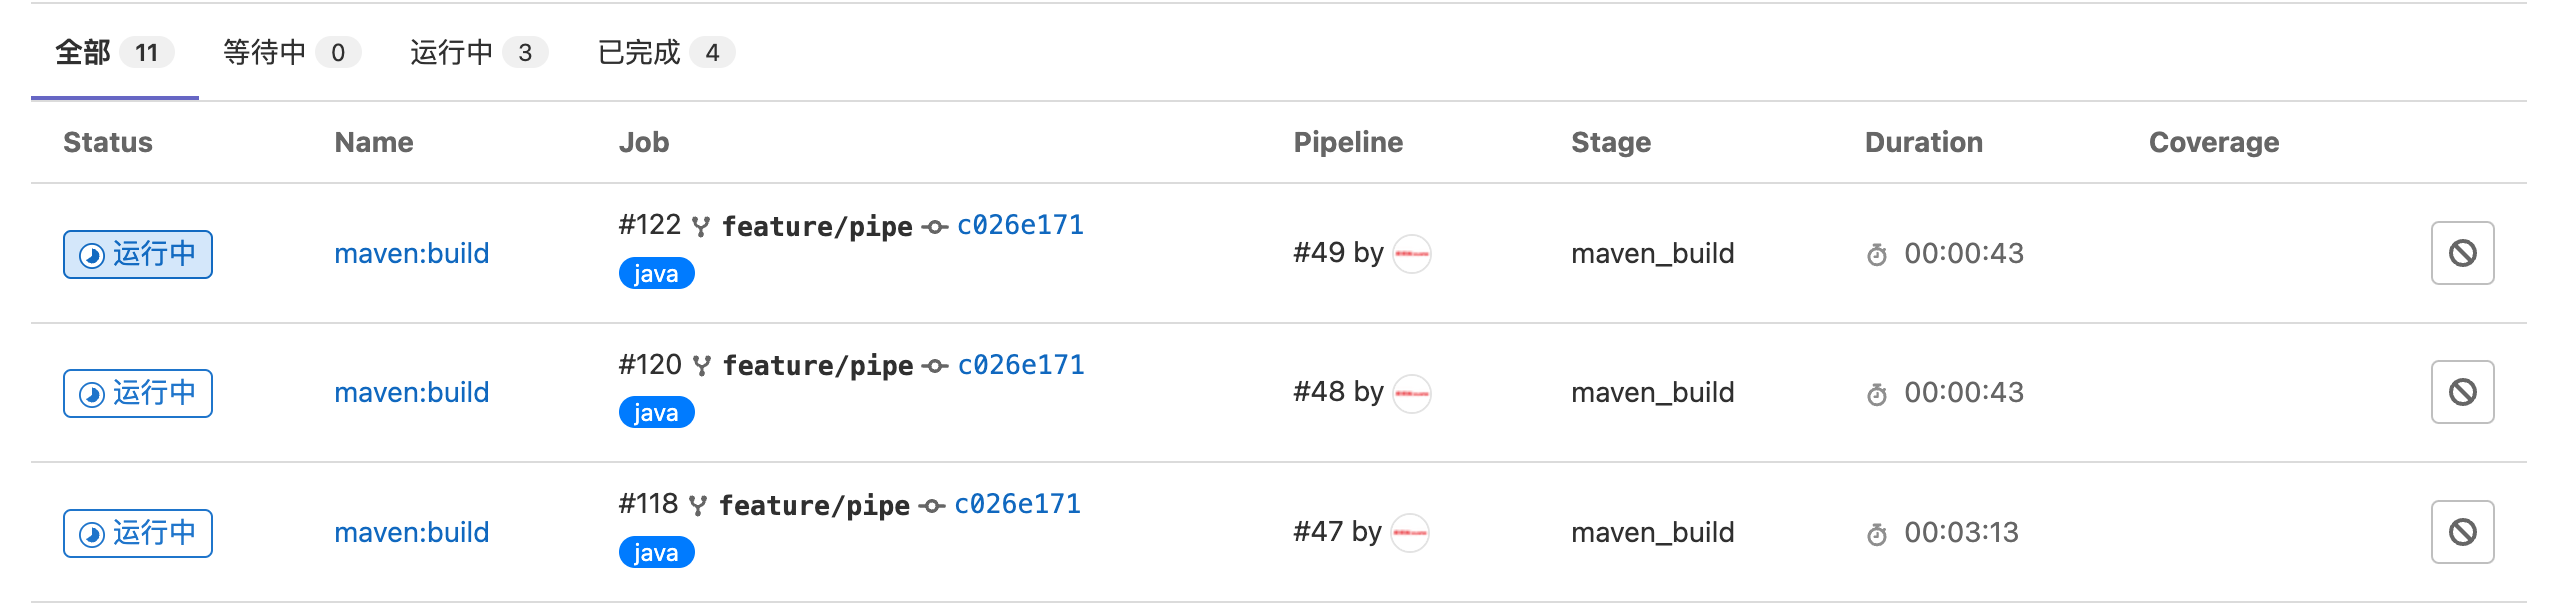 全部 11 等待中 0 运行中 3 已完成 4
Status Name Job Pipeline Stage Duration Coverage
运行中 maven:build #122 feature/pipe c026e171 java #49 by maven_build 00:00:43
运行中 maven:build #120 feature/pipe c026e171 java #48 by maven_build 00:00:43
运行中 maven:build #118 feature/pipe c026e171 java #47 by maven_build 00:03:13